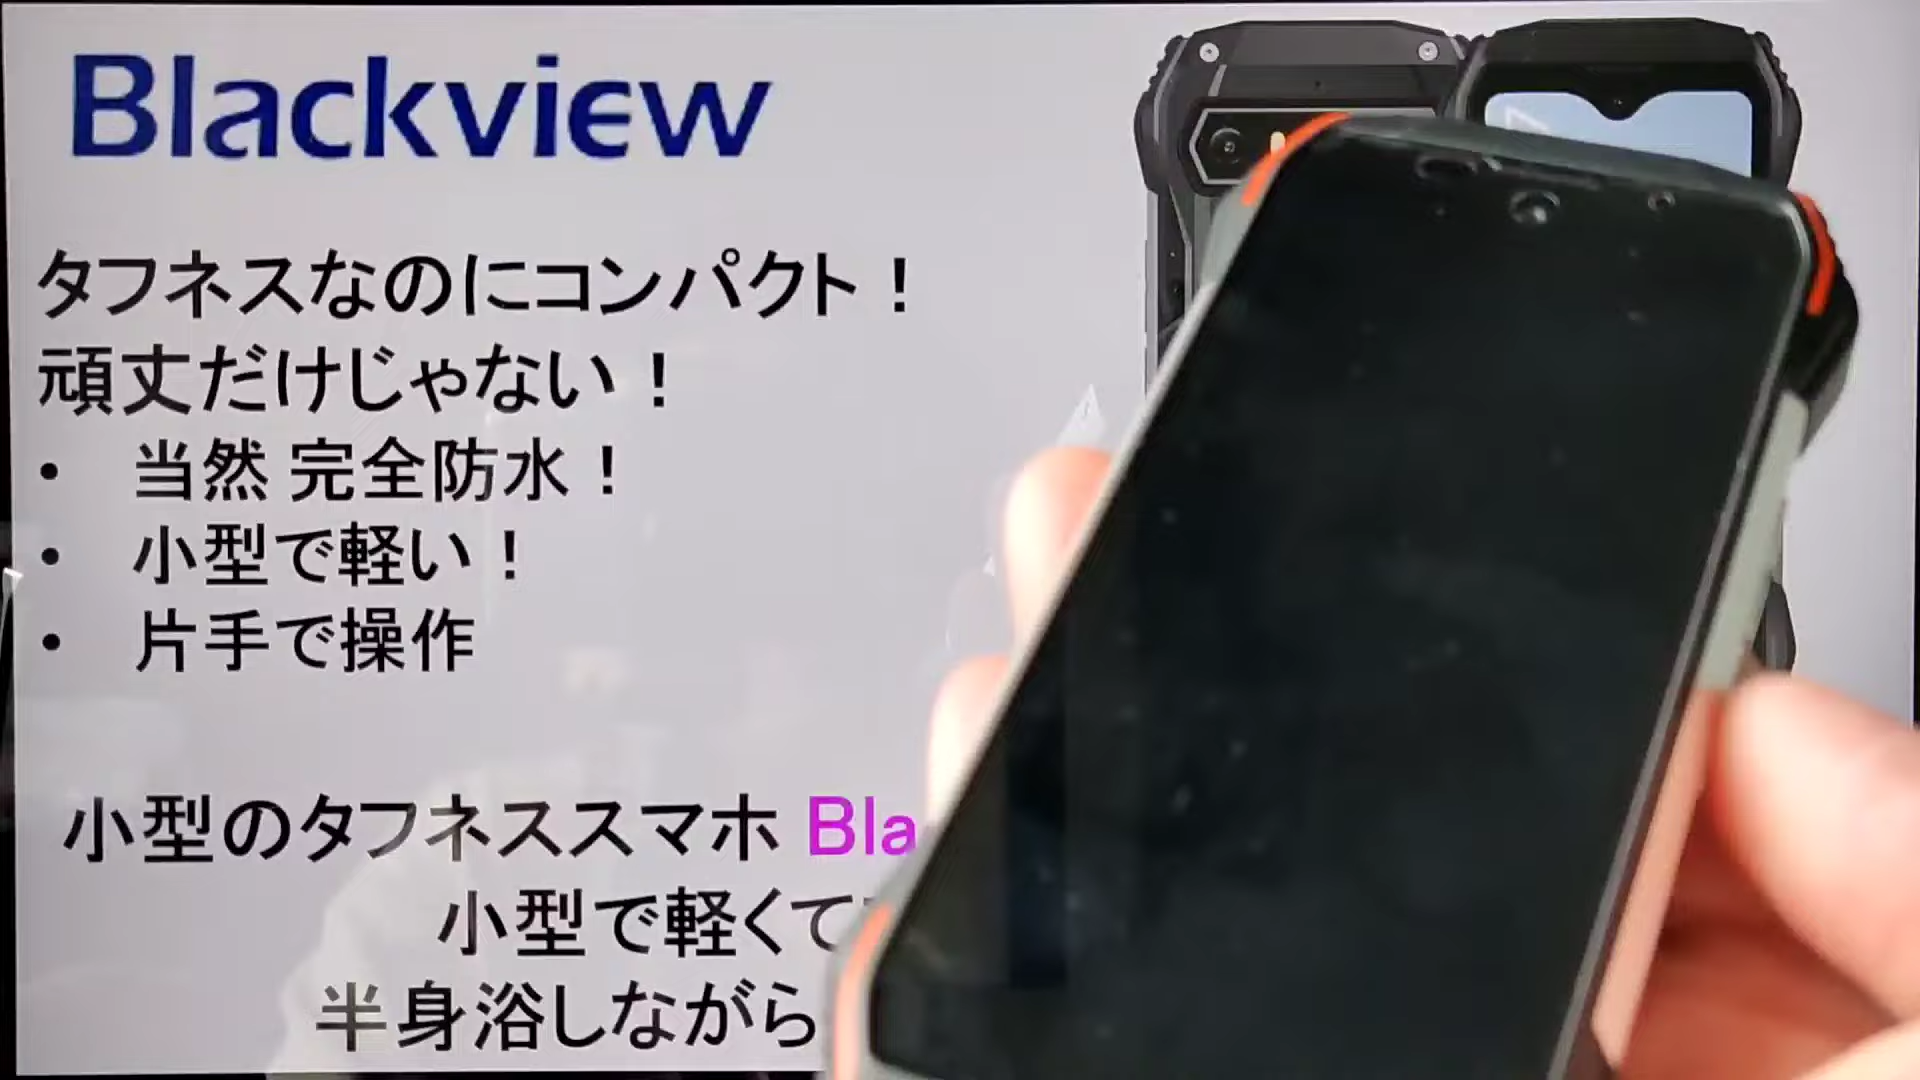 Blackview
タフネスなのにコンパクト！
頑丈だけじゃない！
• 当然 完全防水！
• 小型で軽い！
• 片手で操作
小型のタフネススマホ Bla
小型で軽くて
半身浴しながら